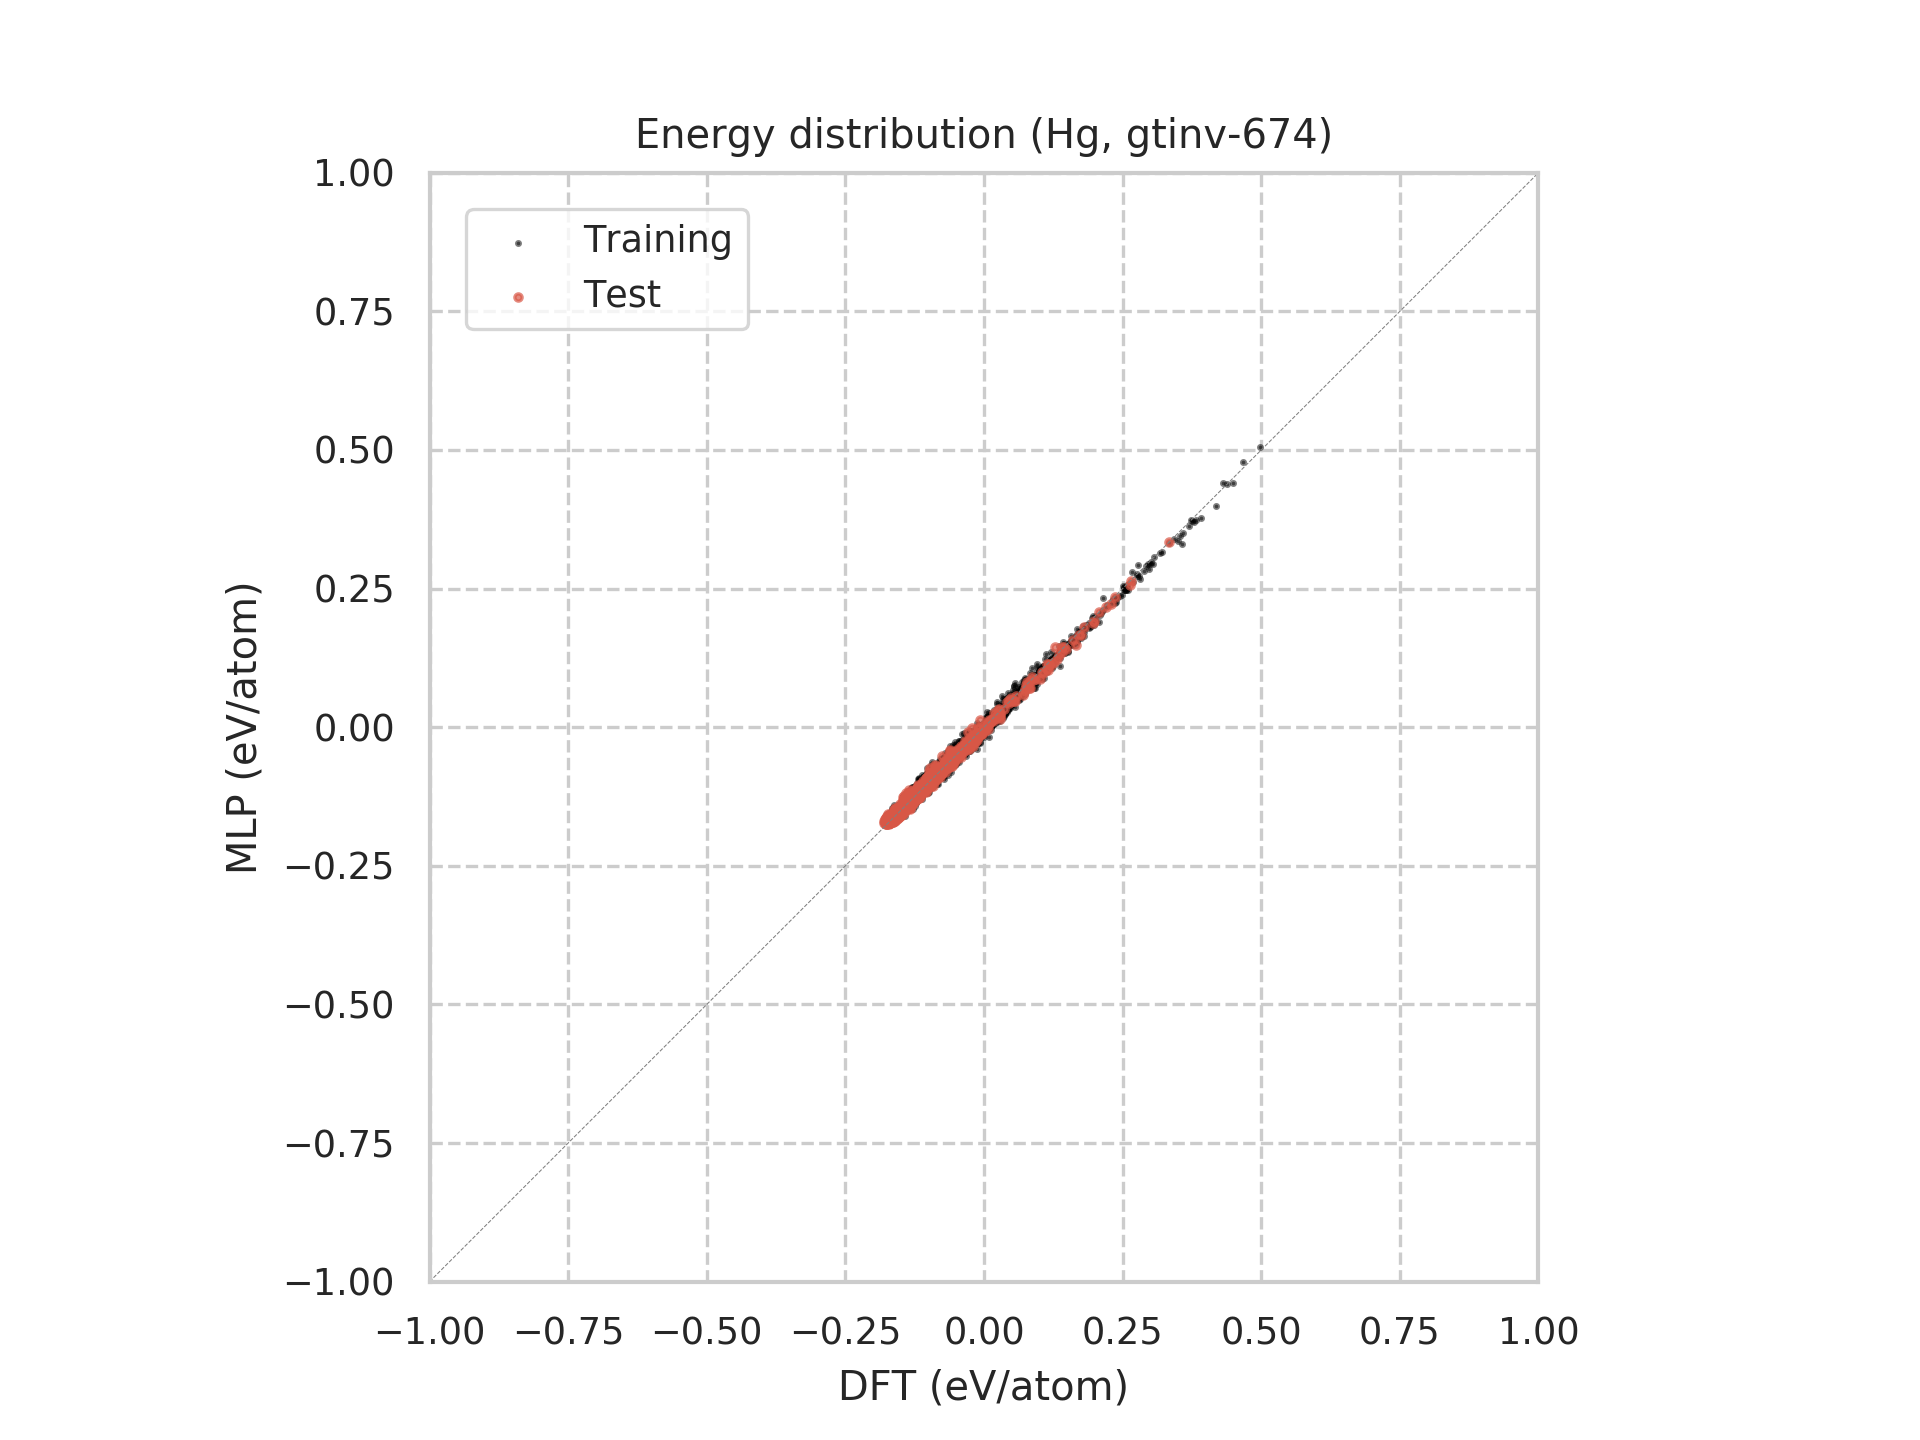 Energy distribution (Hg, gtinv-674)
Training
Test
1.00
0.75
0.50
0.25
0.00
−0.25
−0.50
−0.75
−1.00
MLP (eV/atom)
−1.00 −0.75 −0.50 −0.25 0.00 0.25 0.50 0.75 1.00
DFT (eV/atom)